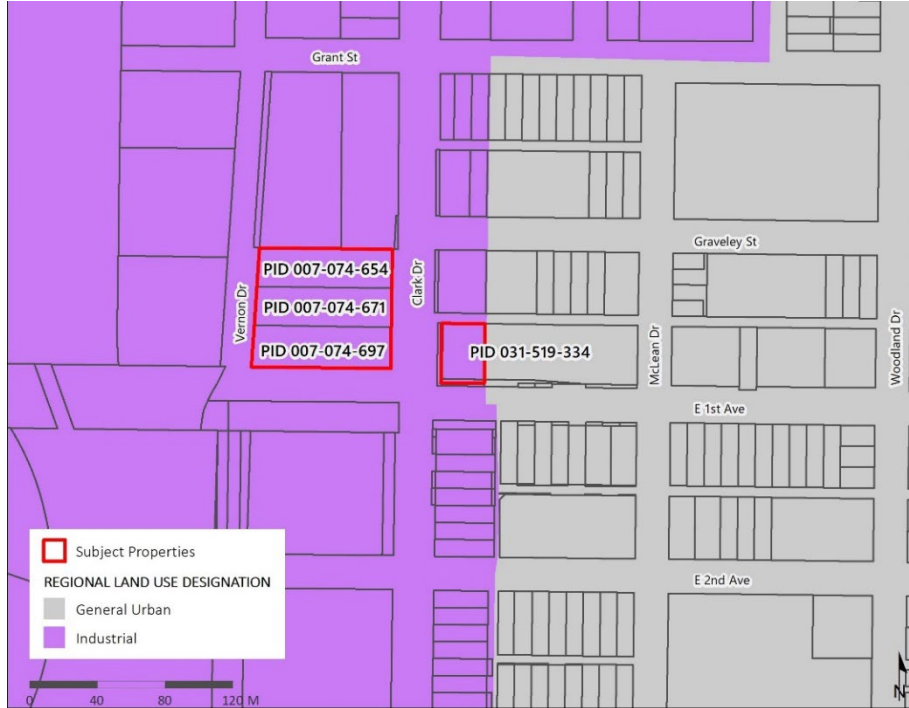 Grant St
Graveley St
PID 007-074-654
Clark Dr
Vernon Dr
PID 007-074-671
PID 007-074-697
PID 031-519-334
McLean Dr
Woodland Dr
E 1st Ave
Subject Properties
REGIONAL LAND USE DESIGNATION
E 2nd Ave
General Urban
Industrial
0 40 80 120 M
N